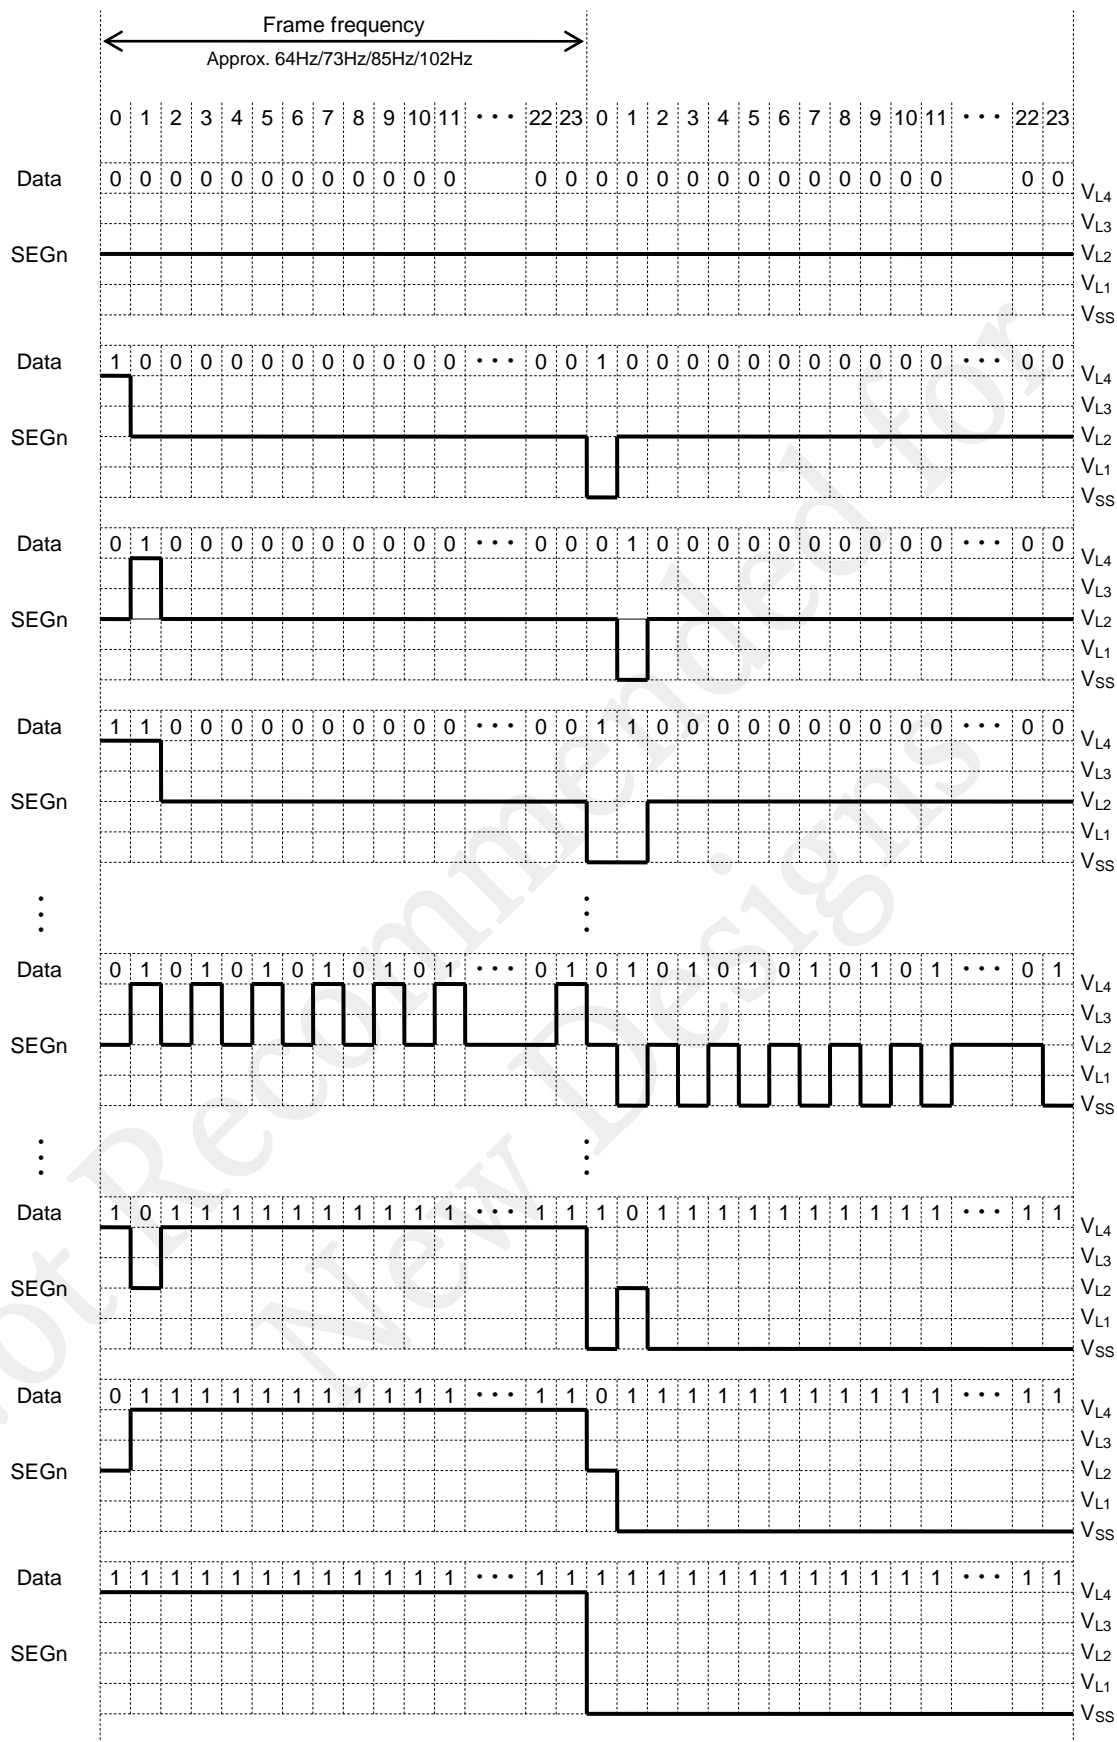 Frame frequency
Approx. 64Hz/73Hz/85Hz/102Hz
0 1 2 3 4 5 6 7 8 9 10 11 ··· 22 23 0 1 2 3 4 5 6 7 8 9 10 11 ··· 22 23
Data 0 0 0 0 0 0 0 0 0 0 0 0 0 0 0 0 0 0 0 0 0 0 0 0 0 0 0 0
VL4
VL3
SEGn VL2
VL1
VSS
Data 1 0 0 0 0 0 0 0 0 0 0 0 ··· 0 0 1 0 0 0 0 0 0 0 0 0 0 0 ··· 0 0
VL4
VL3
SEGn VL2
VL1
VSS
Data 0 1 0 0 0 0 0 0 0 0 0 0 ··· 0 0 0 1 0 0 0 0 0 0 0 0 0 0 ··· 0 0
VL4
VL3
SEGn VL2
VL1
VSS
Data 1 1 0 0 0 0 0 0 0 0 0 0 ··· 0 0 1 1 0 0 0 0 0 0 0 0 0 0 ··· 0 0
VL4
VL3
SEGn VL2
VL1
VSS
Data 0 1 0 1 0 1 0 1 0 1 0 1 ··· 0 1 0 1 0 1 0 1 0 1 0 1 0 1 ··· 0 1
VL4
VL3
SEGn VL2
VL1
VSS
Data 1 0 1 1 1 1 1 1 1 1 1 1 ··· 1 1 1 0 1 1 1 1 1 1 1 1 1 1 ··· 1 1
VL4
VL3
SEGn VL2
VL1
VSS
Data 0 1 1 1 1 1 1 1 1 1 1 1 ··· 1 1 0 1 1 1 1 1 1 1 1 1 1 1 ··· 1 1
VL4
VL3
SEGn VL2
VL1
VSS
Data 1 1 1 1 1 1 1 1 1 1 1 1 ··· 1 1 1 1 1 1 1 1 1 1 1 1 1 1 ··· 1 1
VL4
VL3
SEGn VL2
VL1
VSS
ot Recommended for
New Designs